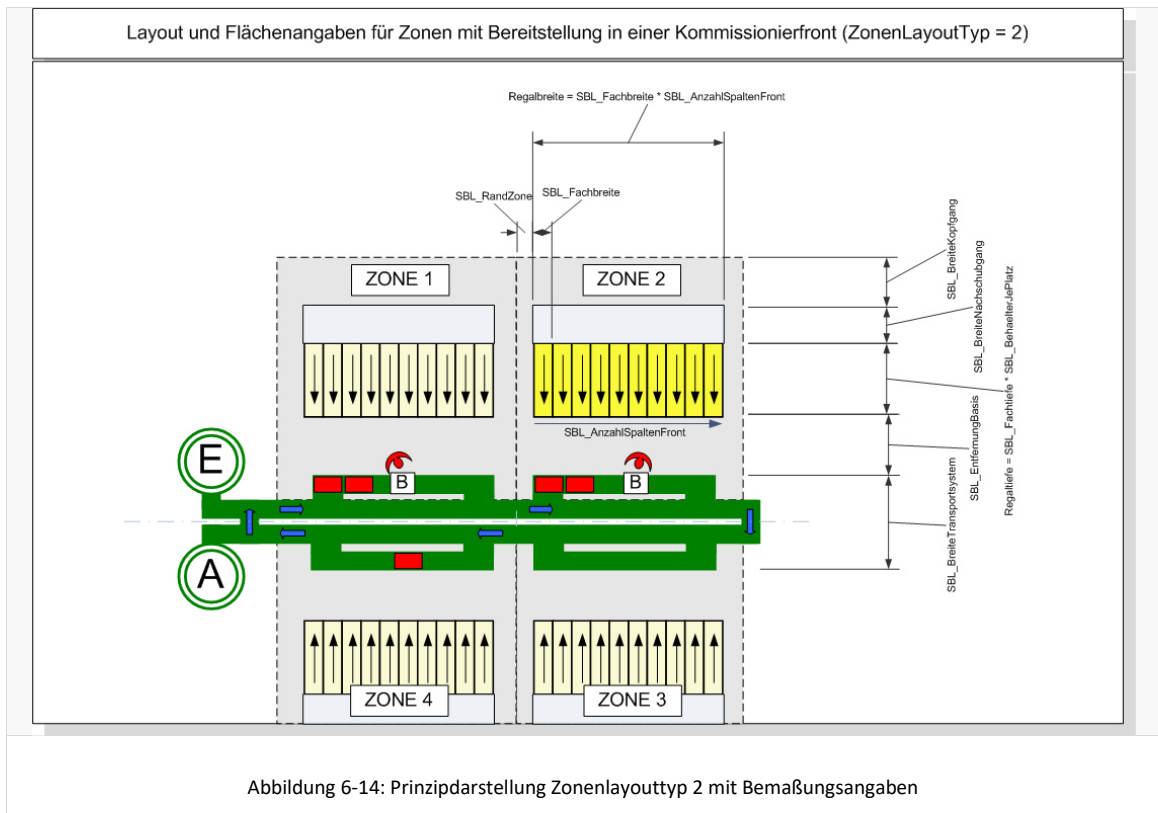 Layout und Flächenangaben für Zonen mit Bereitstellung in einer Kommissionierfront (ZonenLayoutTyp = 2)
Regalbreite = SBL_Fachbreite * SBL_AnzahlSpaltenFront
SBL_RandZone
SBL_Fachbreite
ZONE 1
ZONE 2
SBL_BreiteKopfgang
SBL_BreiteNachschubgang
Regaltiefe = SBL_Fachtiefe * SBL_BehaelterJePlatz
SBL_EntfernungBasis
SBL_BreiteTransportsystem
SBL_AnzahlSpaltenFront
E
B
B
A
ZONE 4
ZONE 3
Abbildung 6-14: Prinzipdarstellung Zonenlayouttyp 2 mit Bemaßungsangaben